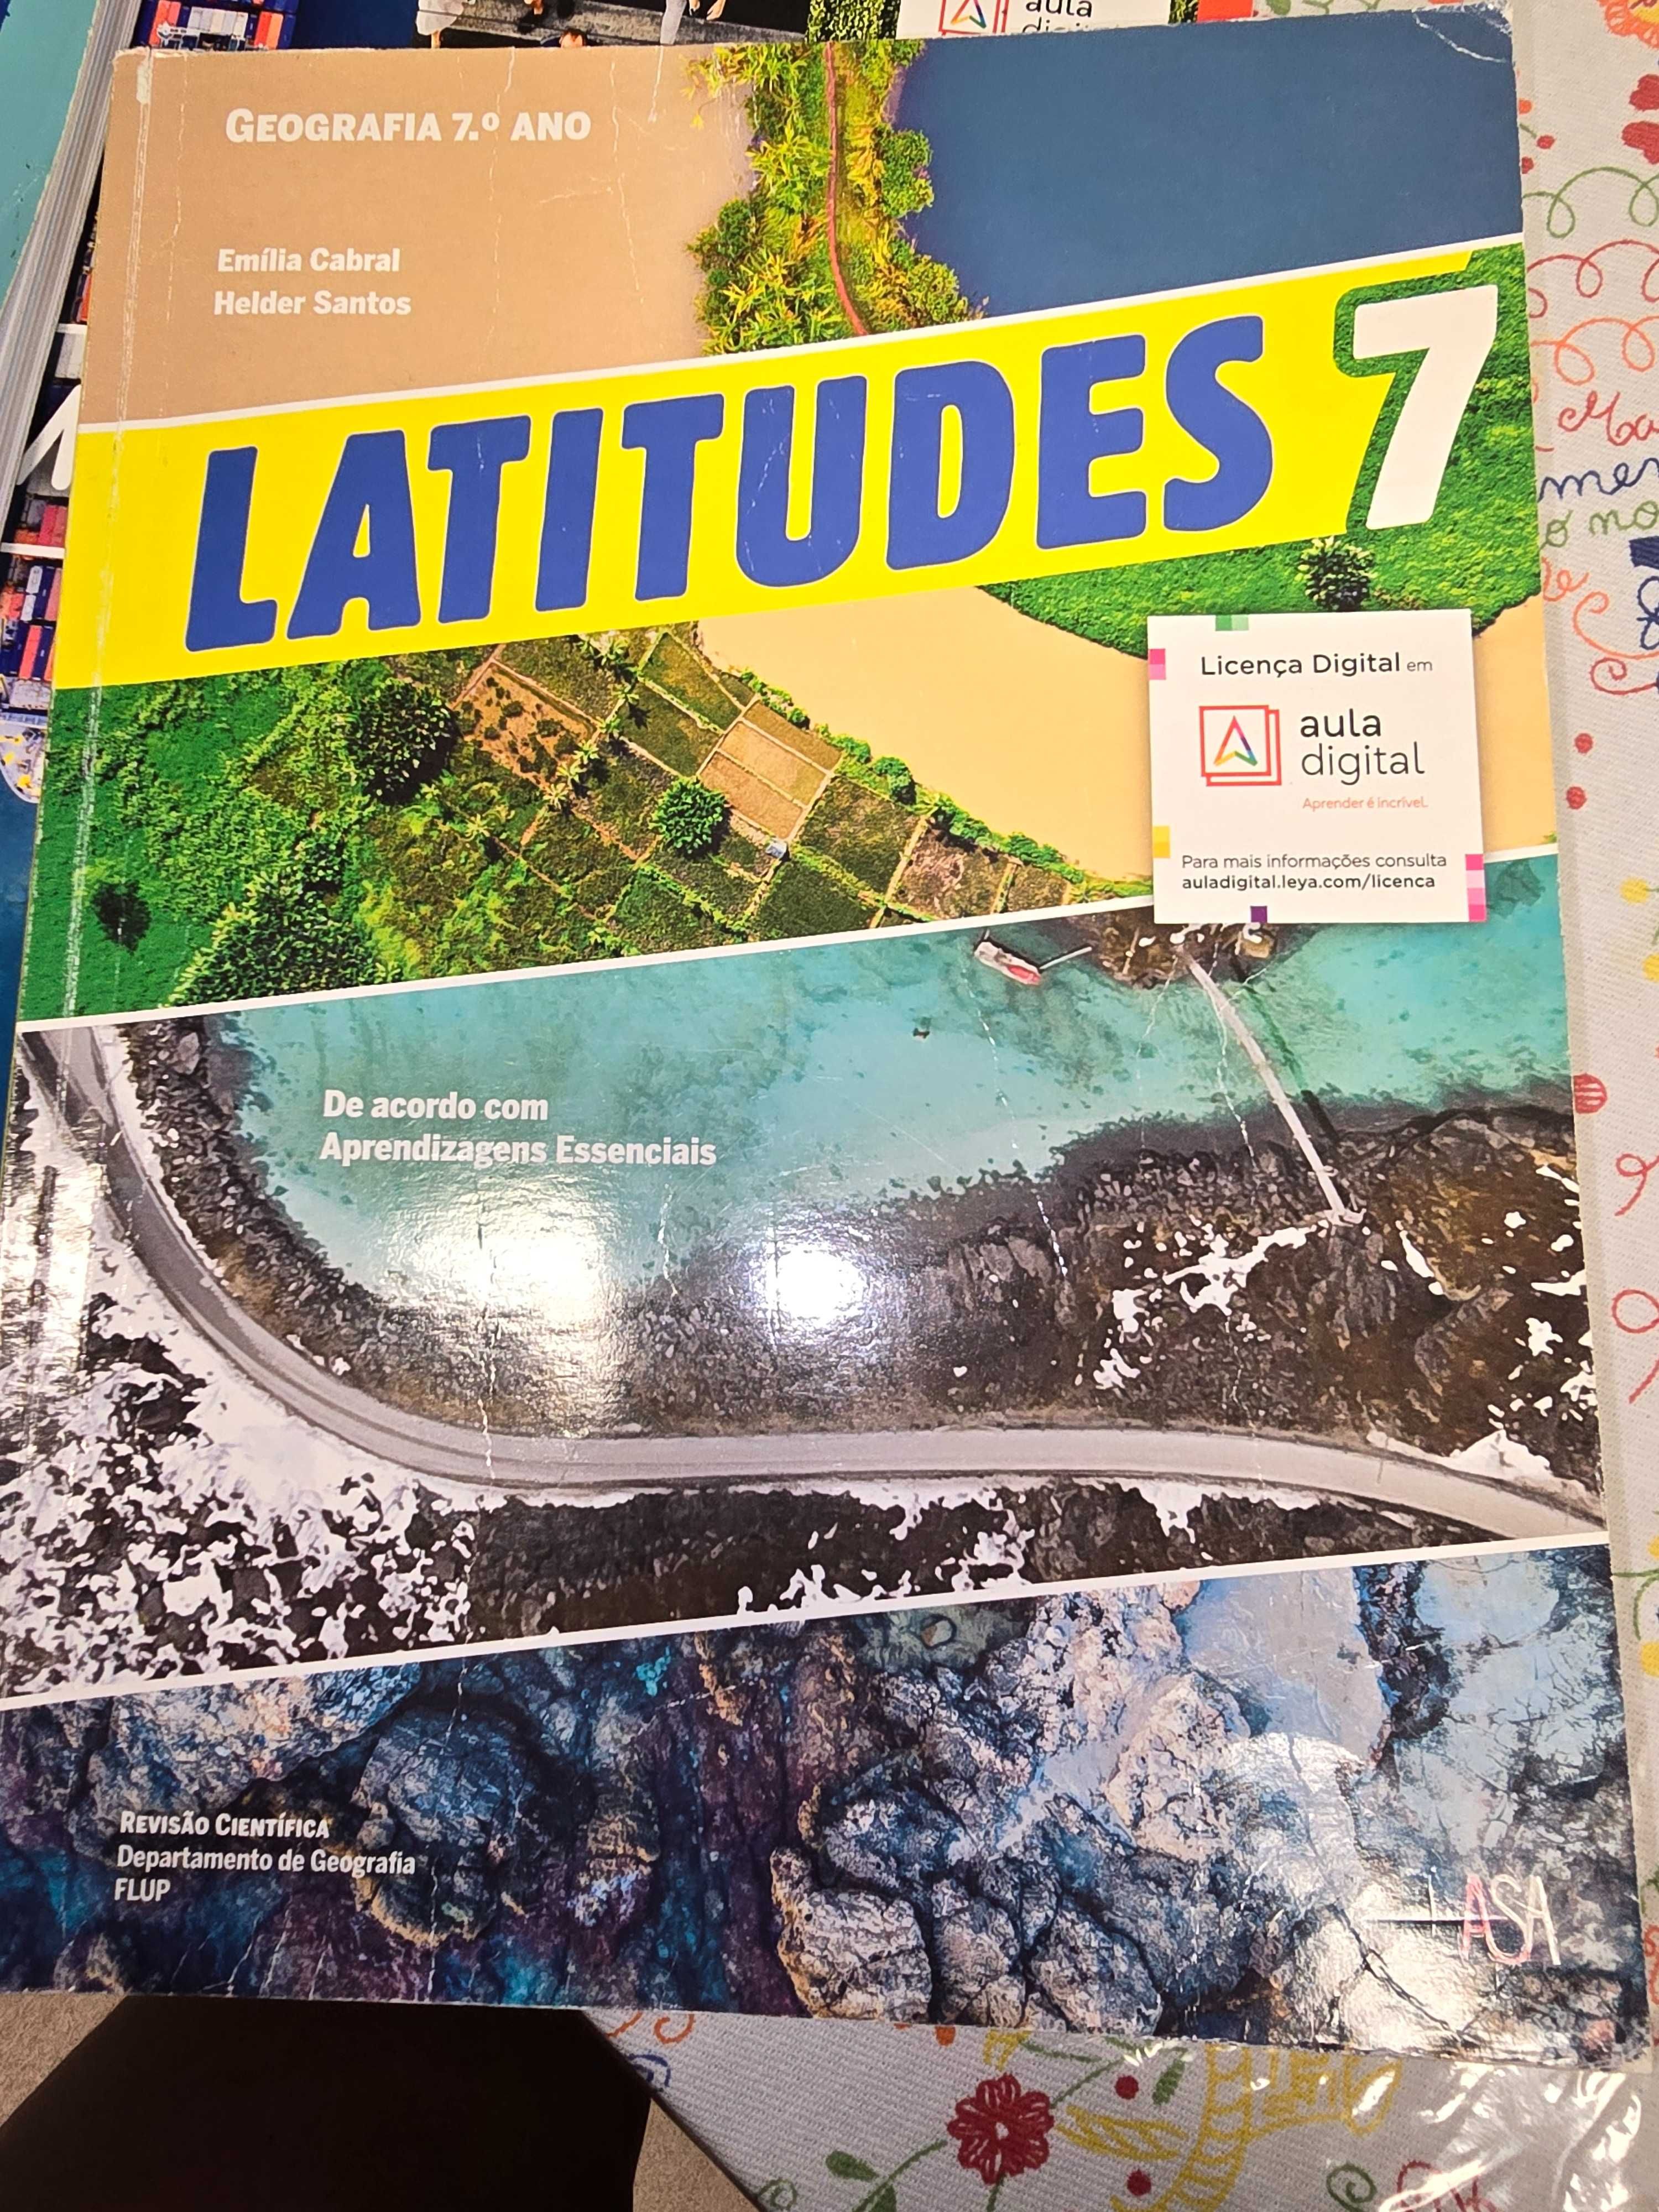 aula
GEOGRAFIA 7.º ANO
Emília Cabral
Helder Santos
LATITUDES 7
Licença Digital em
aula
digital
Aprender é incrível.
Para mais informações consulta
auladigital.leya.com/licenca
De acordo com
Aprendizagens Essenciais
REVISÃO CIENTÍFICA
Departamento de Geografia
FLUP
ASA